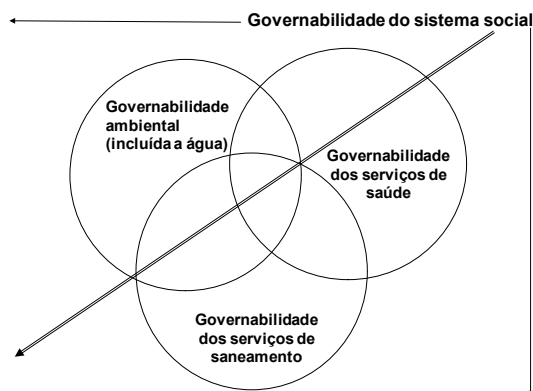 Governabilidade do sistema social
Governabilidade
ambiental
(incluída a água)
Governabilidade
dos serviços de
saúde
Governabilidade
dos serviços de
saneamento